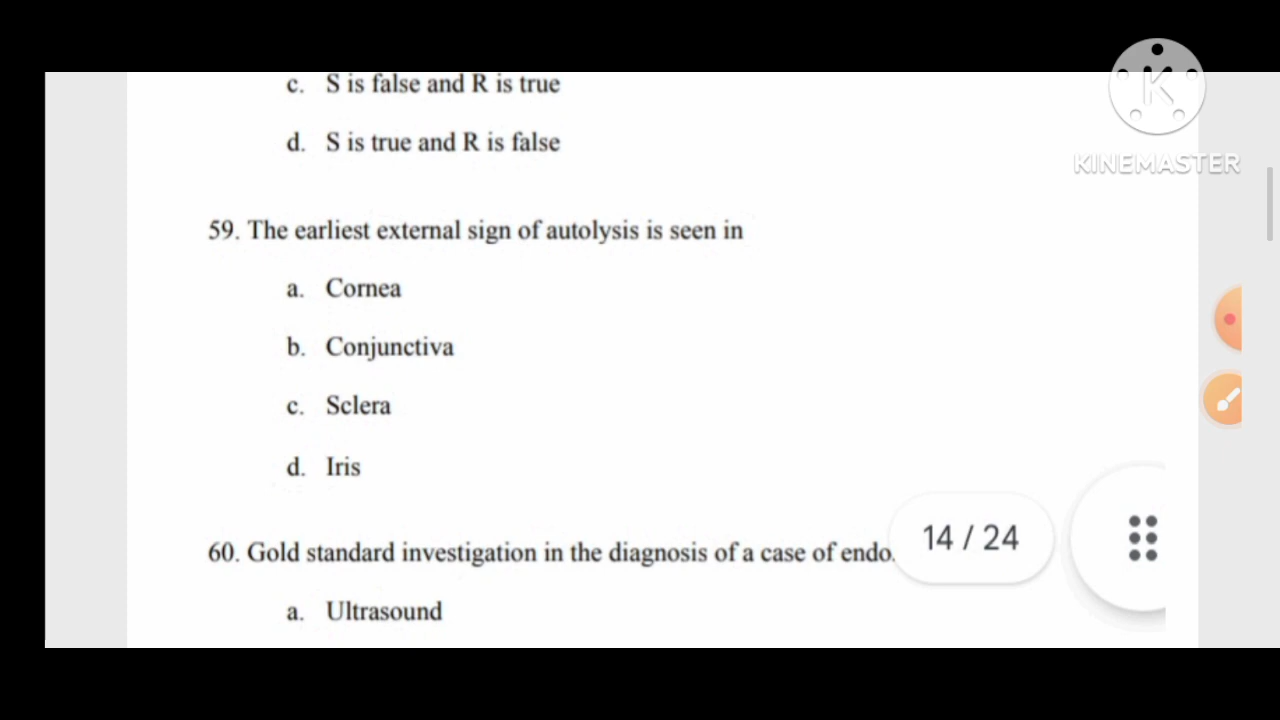 c. S is false and R is true
d. S is true and R is false
59. The earliest external sign of autolysis is seen in
a. Cornea
b. Conjunctiva
c. Sclera
d. Iris
60. Gold standard investigation in the diagnosis of a case of endo
a. Ultrasound
14 / 24
K
KINEMASTER